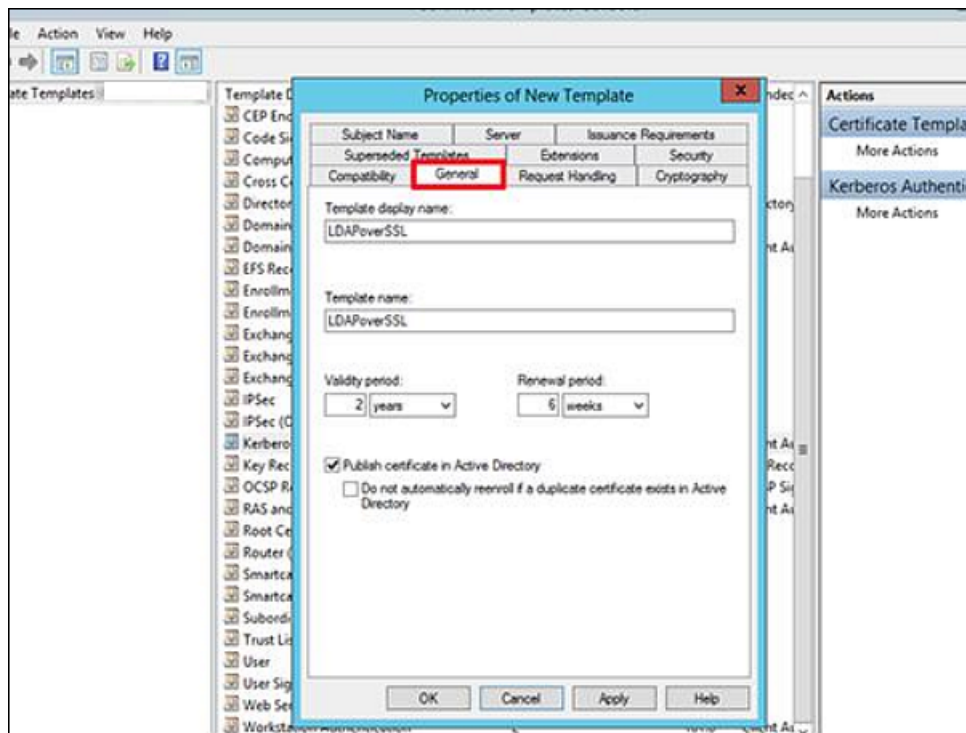 Action View Help
ate Templates
Template D
CEP Enc
Code Si
Comput
Cross C
Director
Domain
Domain
EFS Rec
Enrollm
Enrollm
Exchang
Exchang
Exchang
IPSec
IPSec (O
Kerbero
Key Rec
OCSP R
RAS and
Root Ce
Router (
Smartca
Smartca
Subordi
Trust Lis
User
User Sig
Web Se
Workstation Authentication
Properties of New Template
Subject Name Server Issuance Requirements
Superseded Templates Extensions Security
Compatibility General Request Handling Cryptography
Template display name:
LDAPoverSSL
Template name:
LDAPoverSSL
Validity period: Renewal period:
2 years 6 weeks
Publish certificate in Active Directory
Do not automatically reenroll if a duplicate certificate exists in Active
Directory
OK Cancel Apply Help
Actions
Certificate Templa
More Actions
Kerberos Authenti
More Actions